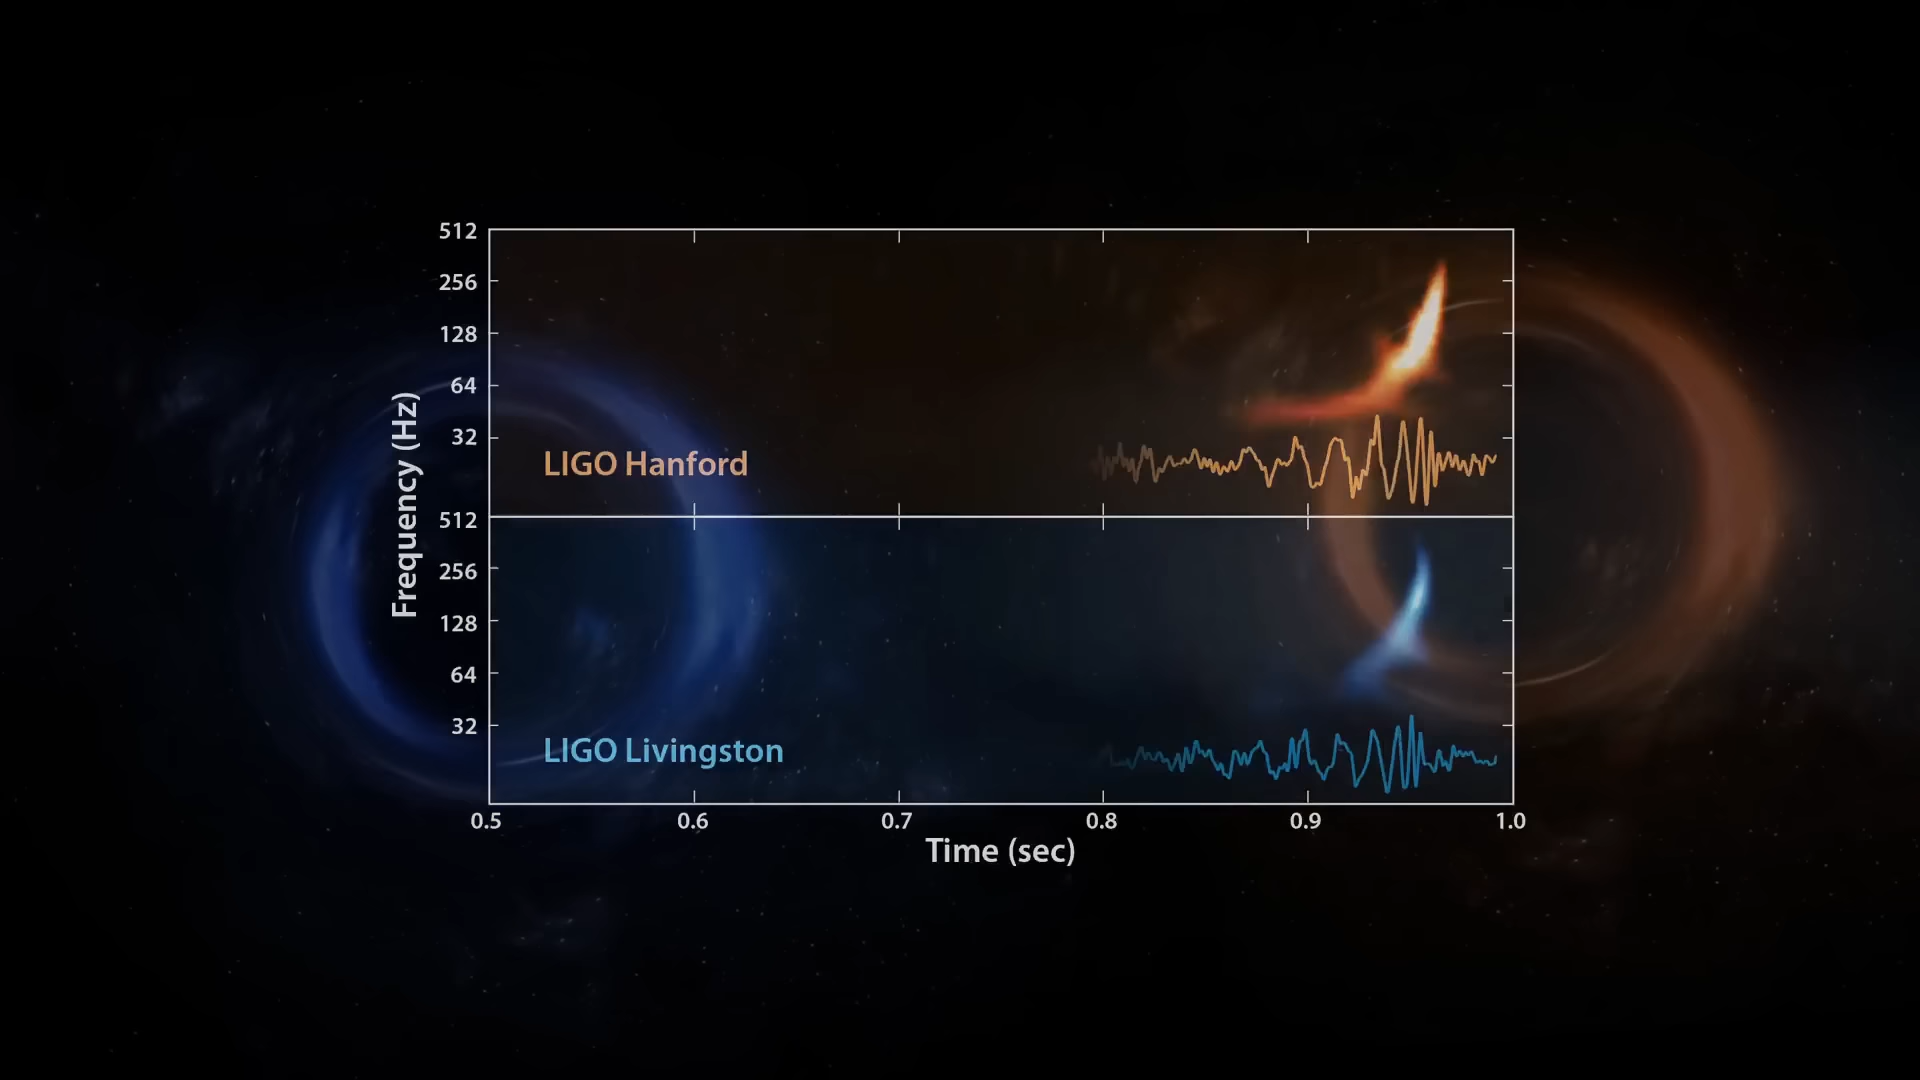 512
256
128
64
32
LIGO Hanford
512
256
128
64
32
LIGO Livingston
Frequency (Hz)
0.5 0.6 0.7 0.8 0.9 1.0
Time (sec)